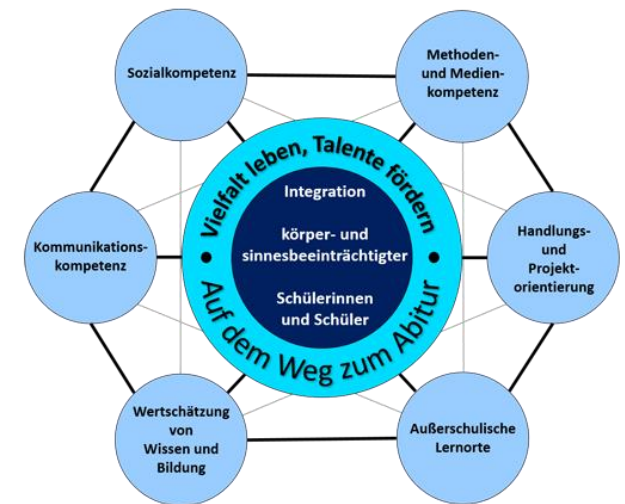 Sozialkompetenz
Methoden-
und Medien-
kompetenz
Vielfalt leben, Talente fördern
Integration
körper- und
sinnesbeeinträchtigter
Schülerinnen
und Schüler
Auf dem Weg zum Abitur
Kommunikations-
kompetenz
Handlungs-
und
Projekt-
orientierung
Wertschätzung
von
Wissen und
Bildung
Außerschulische
Lernorte